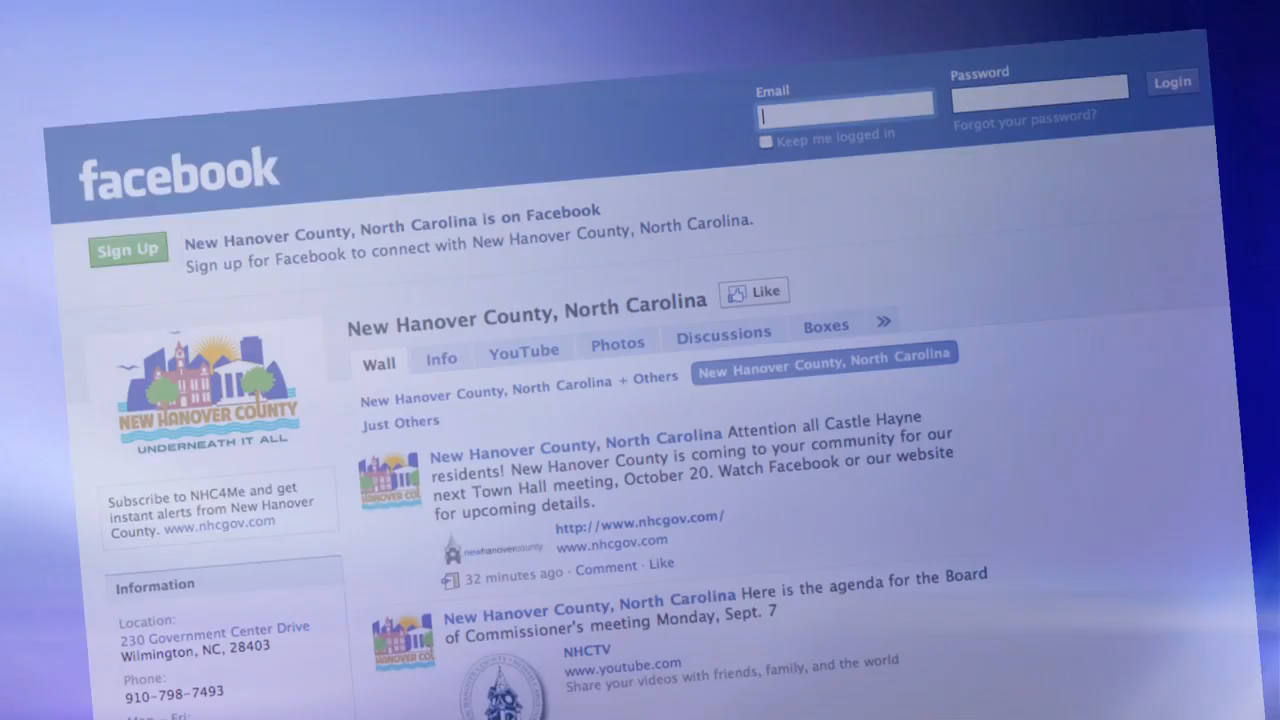 Email
Password
Login
Keep me logged in
Forgot your password?
facebook
Sign Up
New Hanover County, North Carolina is on Facebook
Sign up for Facebook to connect with New Hanover County, North Carolina.
New Hanover County, North Carolina
Like
Wall Info YouTube Photos Discussions Boxes »
New Hanover County, North Carolina + Others
New Hanover County, North Carolina
Just Others
NEW HANOVER COUNTY
UNDERNEATH IT ALL
Subscribe to NHC4Me and get
instant alerts from New Hanover
County. www.nhcgov.com
Information
Location:
230 Government Center Drive
Wilmington, NC, 28403
Phone:
910-798-7493
Mon - Fri:
New Hanover County, North Carolina Attention all Castle Hayne
residents! New Hanover County is coming to your community for our
next Town Hall meeting, October 20. Watch Facebook or our website
for upcoming details.
newhanovercounty
http://www.nhcgov.com/
www.nhcgov.com
32 minutes ago · Comment · Like
New Hanover County, North Carolina Here is the agenda for the Board
of Commissioner's meeting Monday, Sept. 7
NHCTV
www.youtube.com
Share your videos with friends, family, and the world